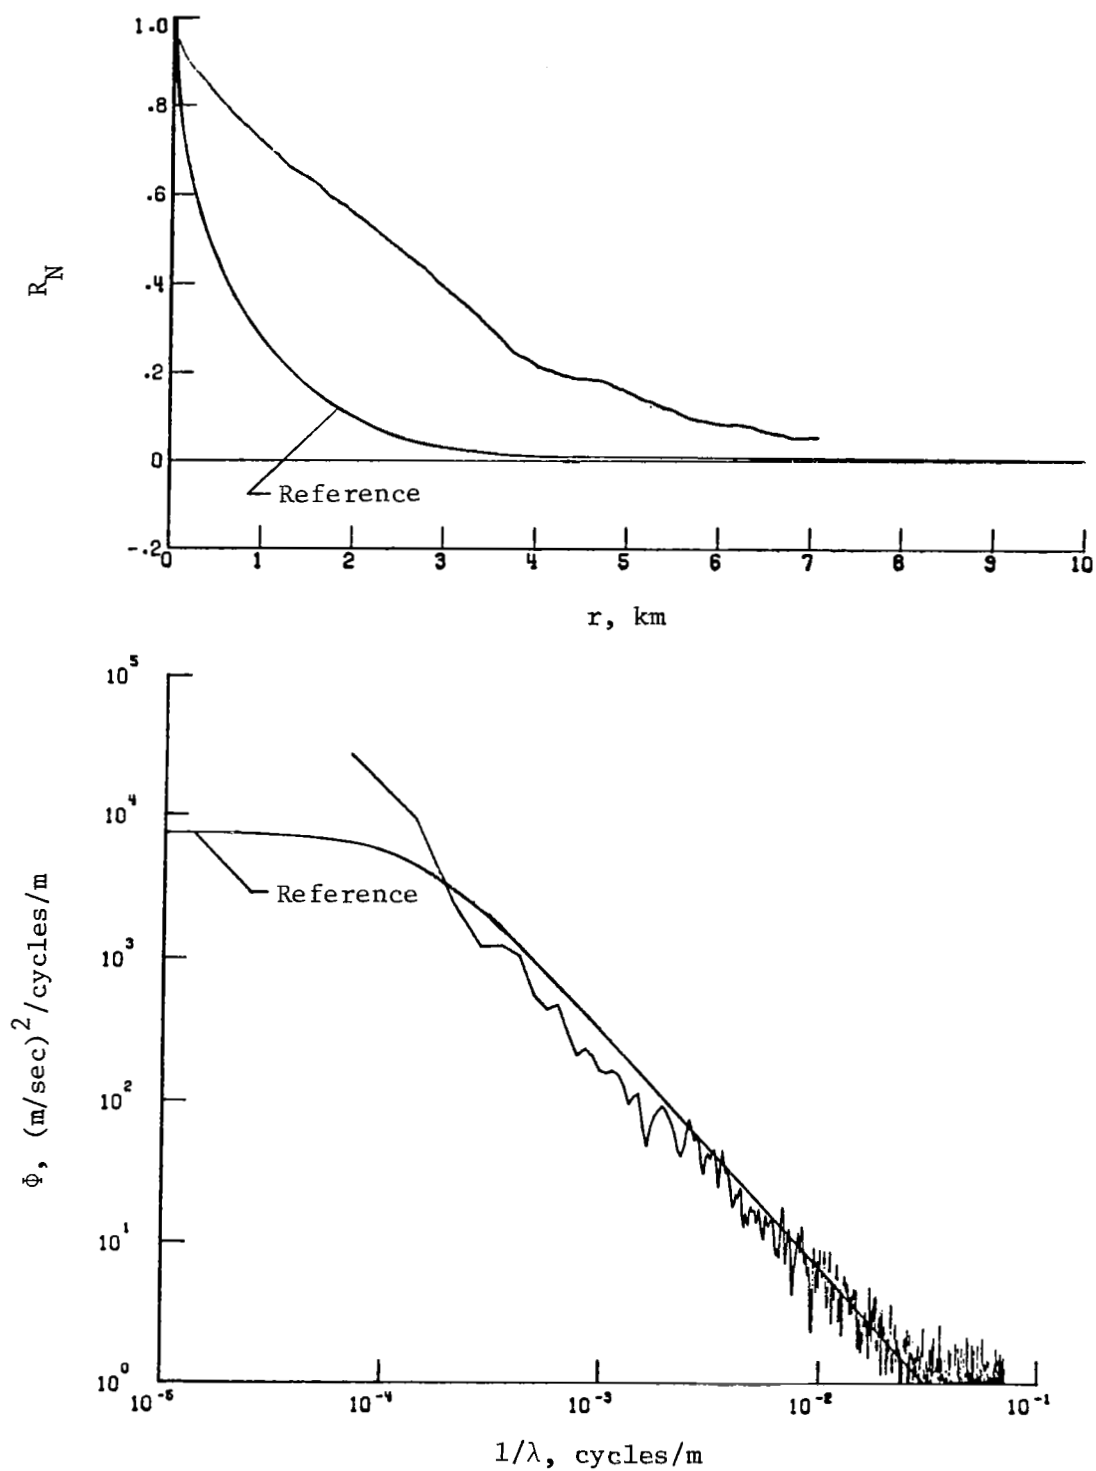 1.0
.8
.6
.4
.2
0
-.2
R_N
Reference
0 1 2 3 4 5 6 7 8 9 10
r, km
10^5
10^4
10^3
10^2
10^1
10^0
Φ, (m/sec)^2/cycles/m
Reference
10^-5 10^-4 10^-3 10^-2 10^-1
1/λ, cycles/m